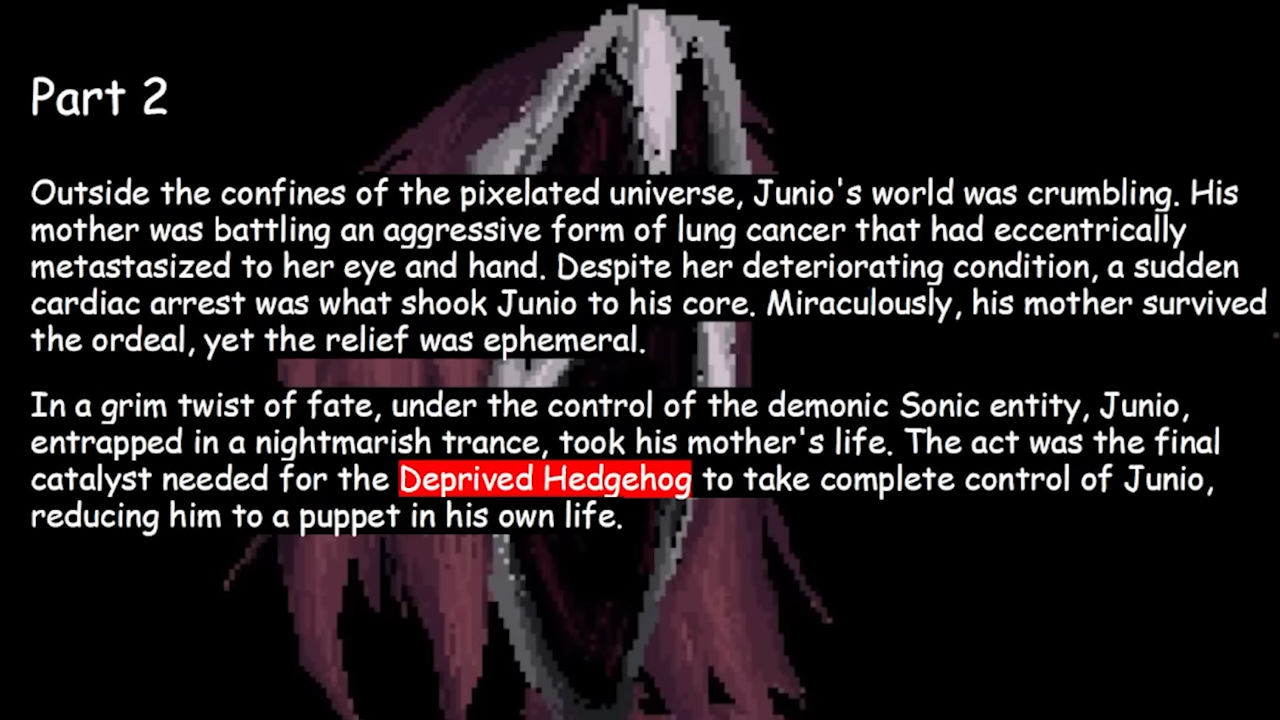 Part 2
Outside the confines of the pixelated universe, Junio's world was crumbling. His
mother was battling an aggressive form of lung cancer that had eccentrically
metastasized to her eye and hand. Despite her deteriorating condition, a sudden
cardiac arrest was what shook Junio to his core. Miraculously, his mother survived
the ordeal, yet the relief was ephemeral.
In a grim twist of fate, under the control of the demonic Sonic entity, Junio,
entrapped in a nightmarish trance, took his mother's life. The act was the final
catalyst needed for the Deprived Hedgehog to take complete control of Junio,
reducing him to a puppet in his own life.